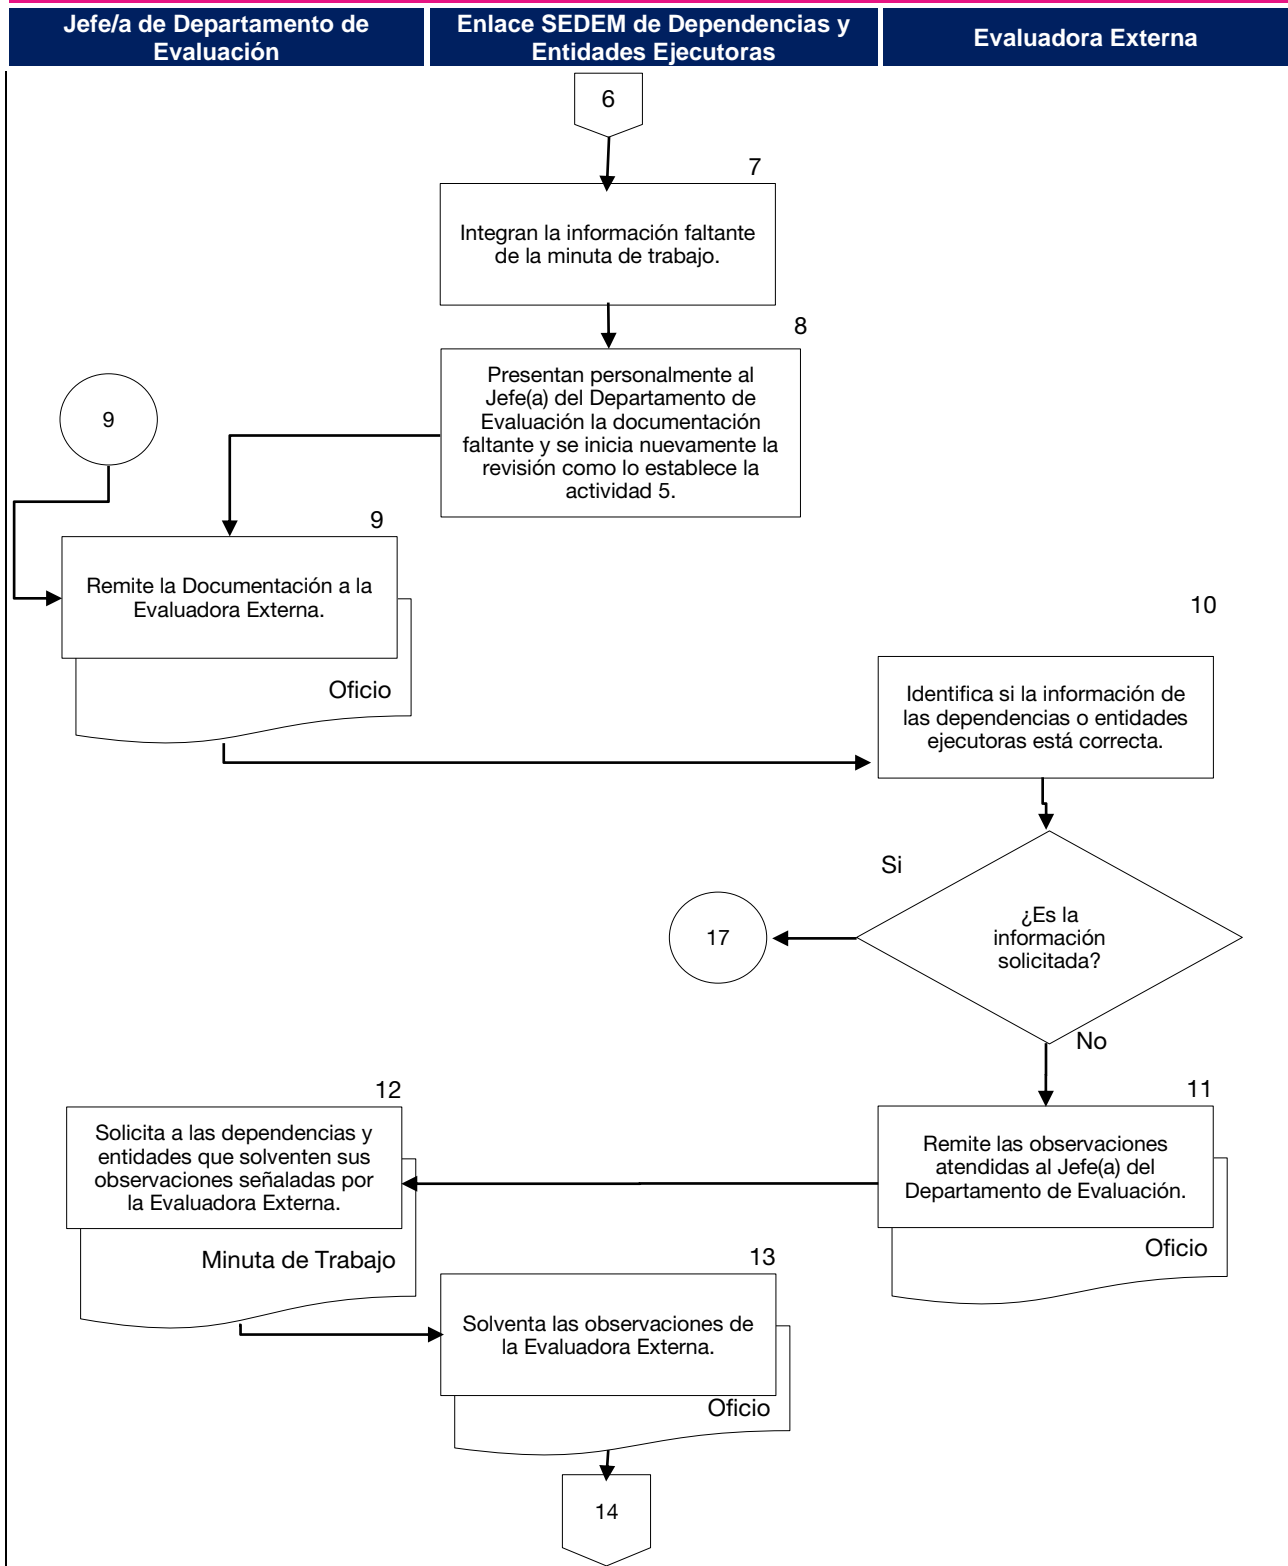 Jefe/a de Departamento de
Evaluación
Enlace SEDEM de Dependencias y
Entidades Ejecutoras
Evaluadora Externa
6
7
Integran la información faltante
de la minuta de trabajo.
8
Presentan personalmente al
Jefe(a) del Departamento de
Evaluación la documentación
faltante y se inicia nuevamente la
revisión como lo establece la
actividad 5.
9
9
Remite la Documentación a la
Evaluadora Externa.
Oficio
10
Identifica si la información de
las dependencias o entidades
ejecutoras está correcta.
Si
¿Es la
información
solicitada?
17
No
11
Remite las observaciones
atendidas al Jefe(a) del
Departamento de Evaluación.
Oficio
12
Solicita a las dependencias y
entidades que solventen sus
observaciones señaladas por
la Evaluadora Externa.
Minuta de Trabajo
13
Solventa las observaciones de
la Evaluadora Externa.
Oficio
14